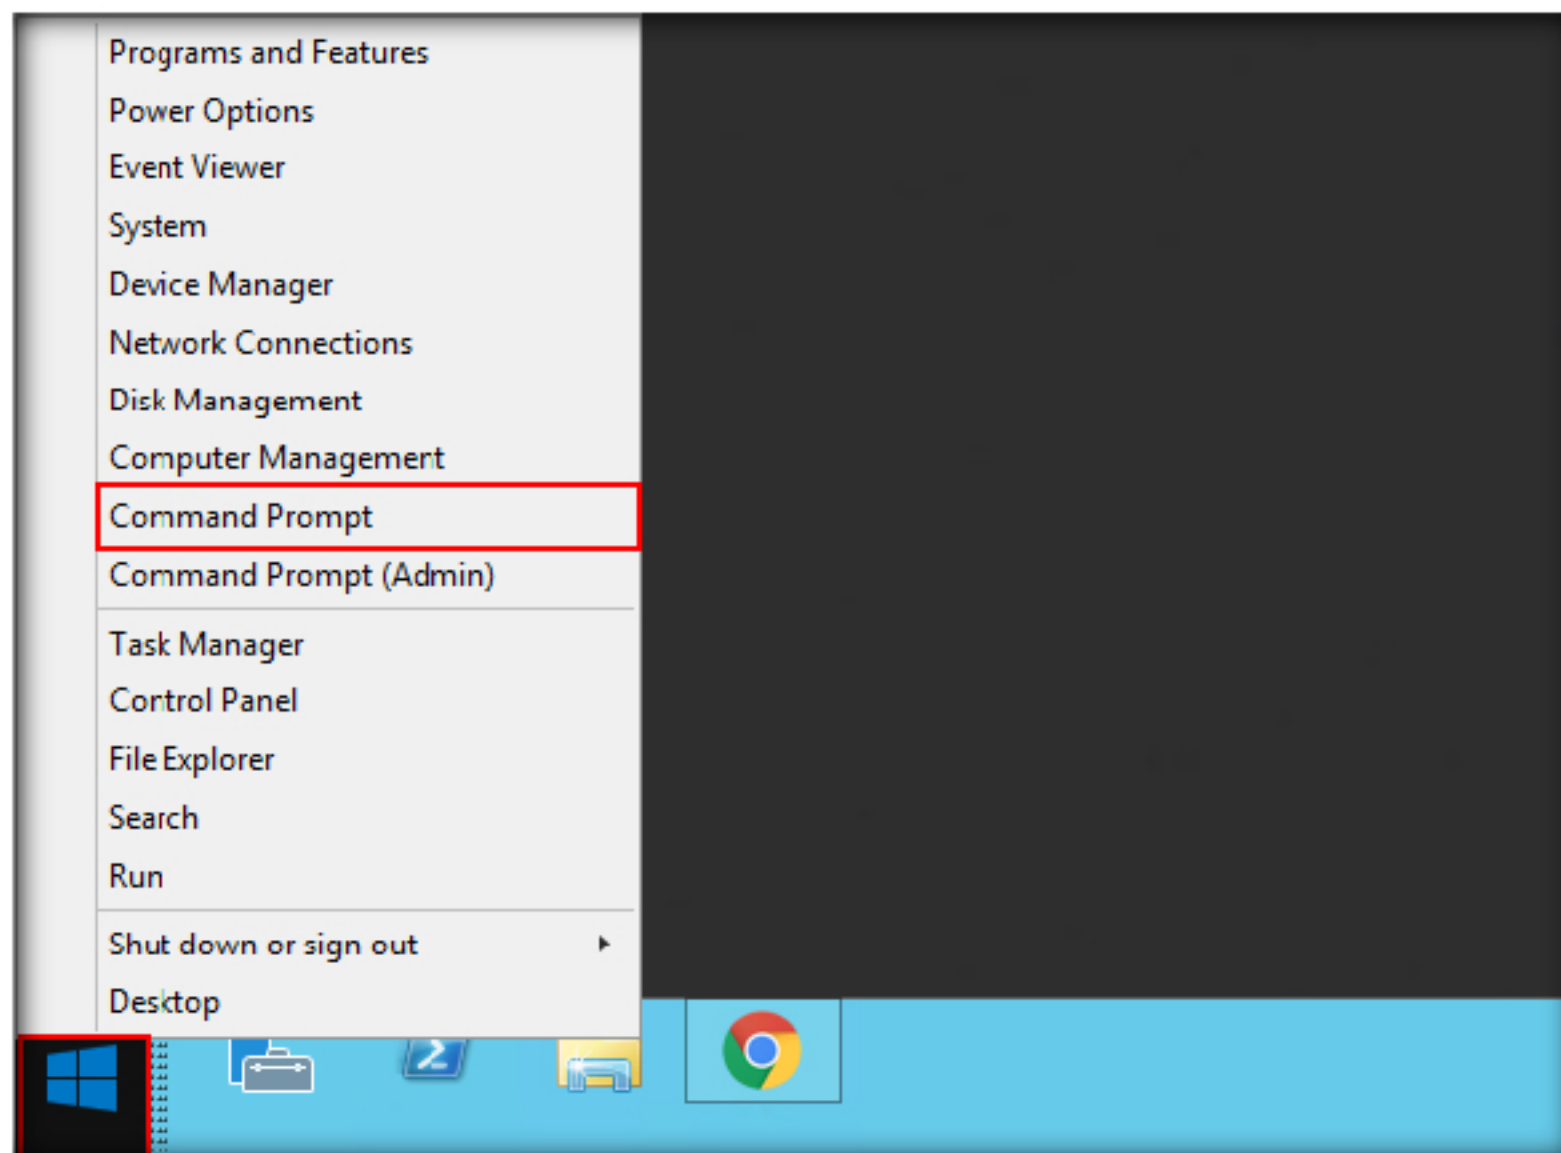 Programs and Features
Power Options
Event Viewer
System
Device Manager
Network Connections
Disk Management
Computer Management
Command Prompt
Command Prompt (Admin)
Task Manager
Control Panel
File Explorer
Search
Run
Shut down or sign out
Desktop